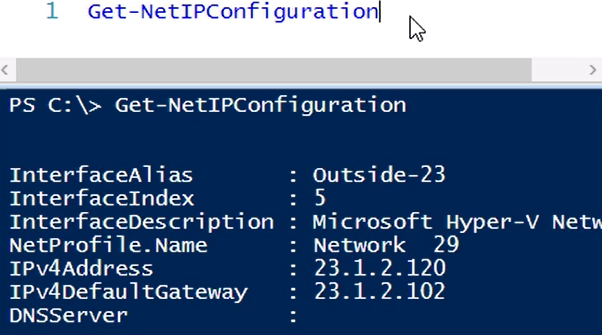 1 Get-NetIPConfiguration
PS C:\> Get-NetIPConfiguration
InterfaceAlias : Outside-23
InterfaceIndex : 5
InterfaceDescription : Microsoft Hyper-V Netw
NetProfile.Name : Network 29
IPv4Address : 23.1.2.120
IPv4DefaultGateway : 23.1.2.102
DNSServer :